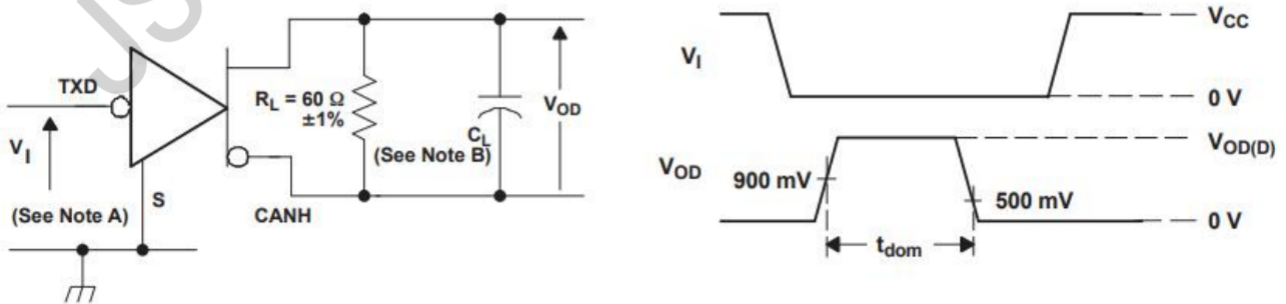 TXD
V_I
(See Note A)
S
R_L = 60 Ω
±1%
(See Note B)
CANH
C_L
V_OD
V_I
V_CC
0 V
V_OD
900 mV
500 mV
V_OD(D)
0 V
t_dom